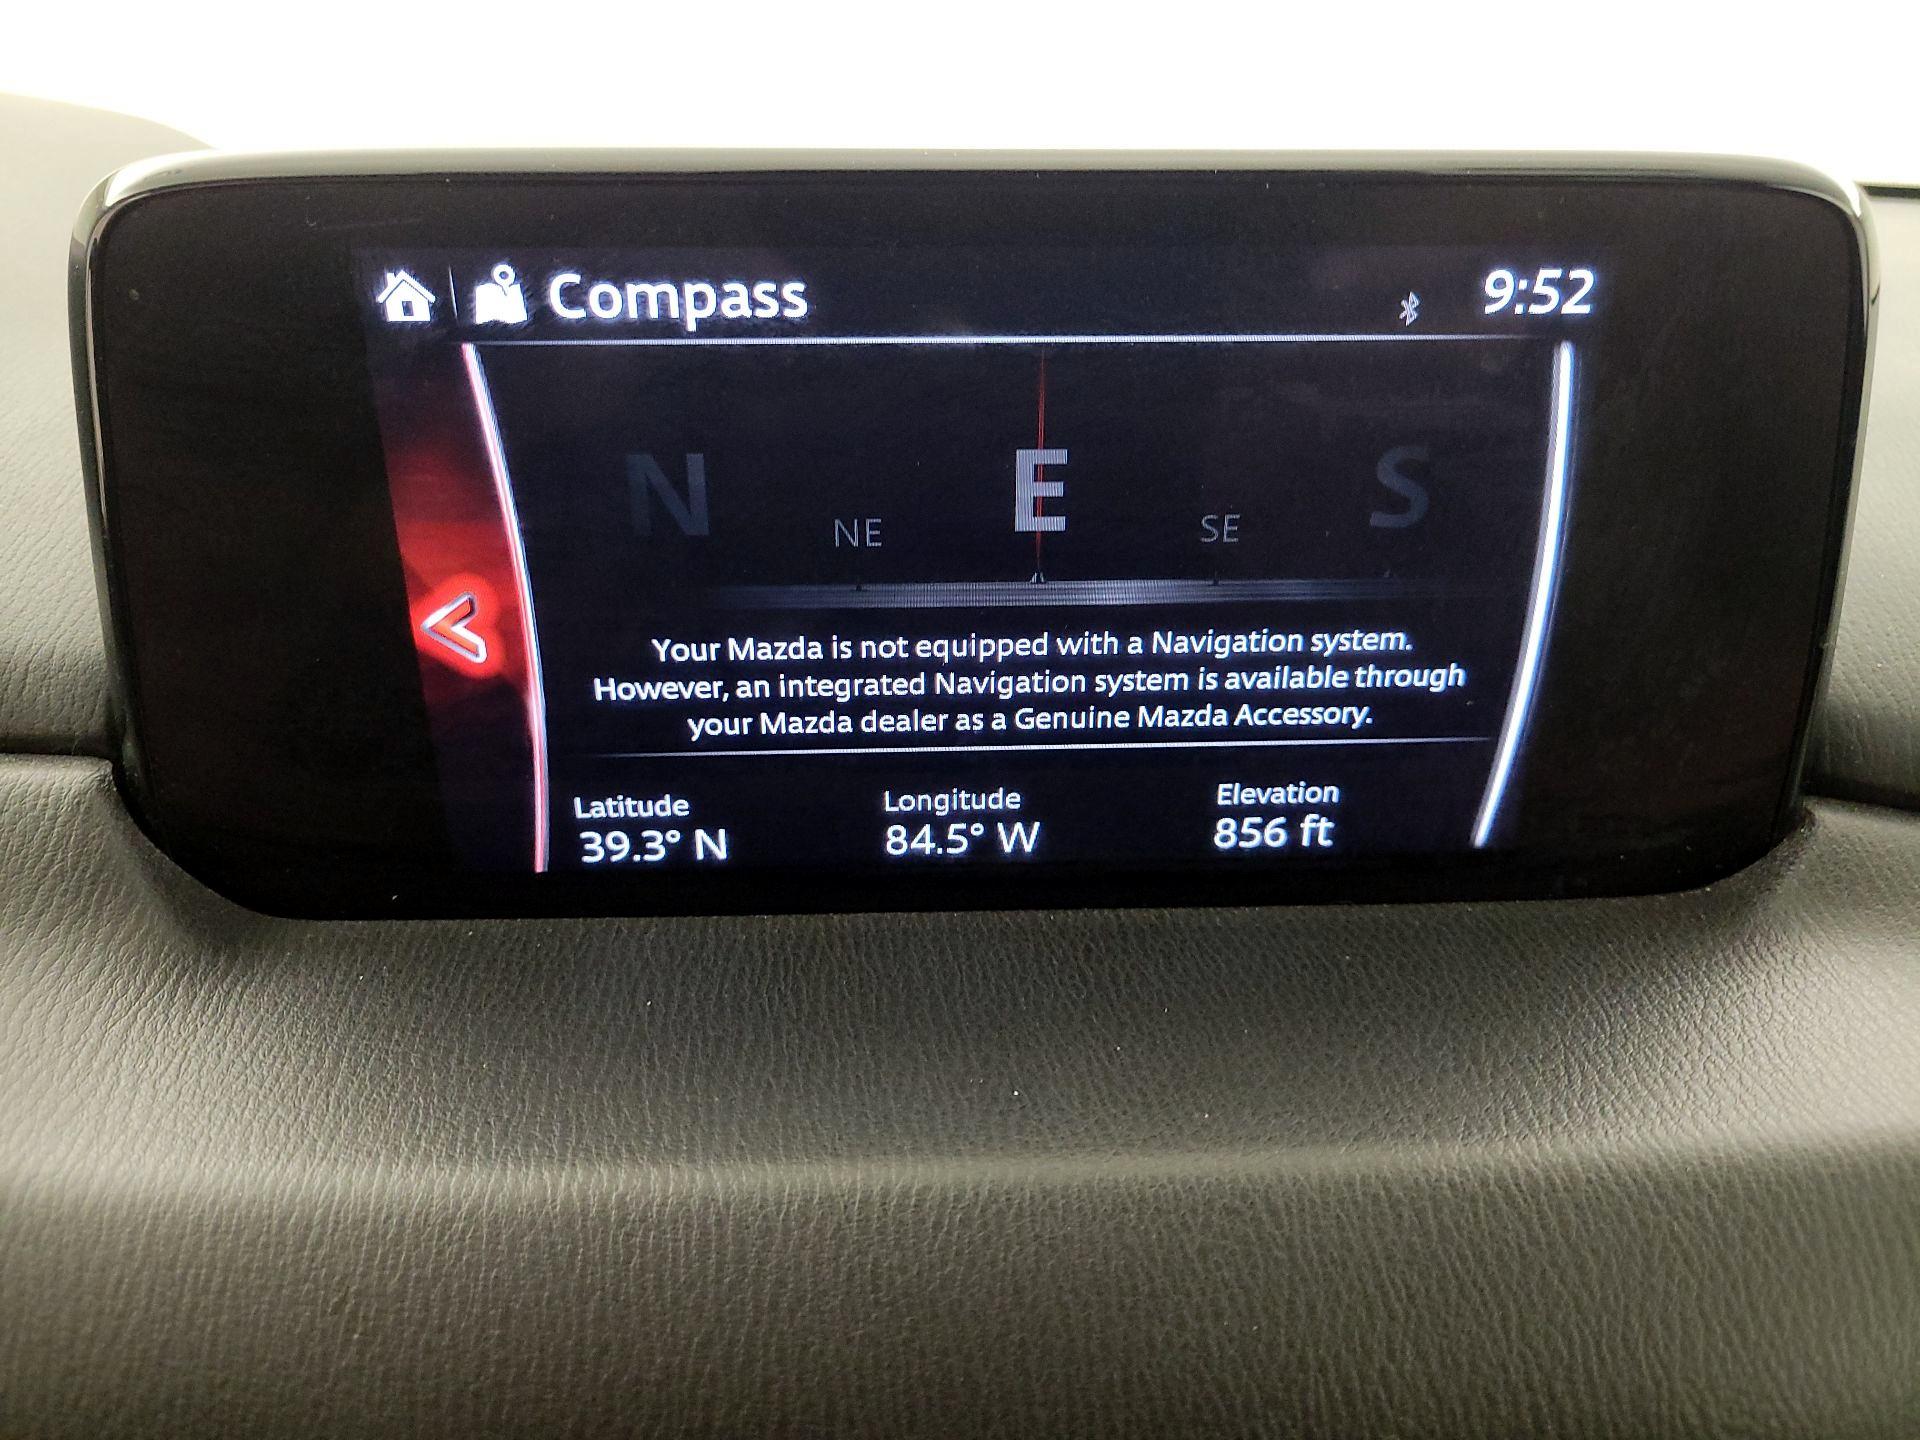 Compass
9:52
N NE E SE S
Your Mazda is not equipped with a Navigation system.
However, an integrated Navigation system is available through
your Mazda dealer as a Genuine Mazda Accessory.
Latitude Longitude Elevation
39.3° N 84.5° W 856 ft